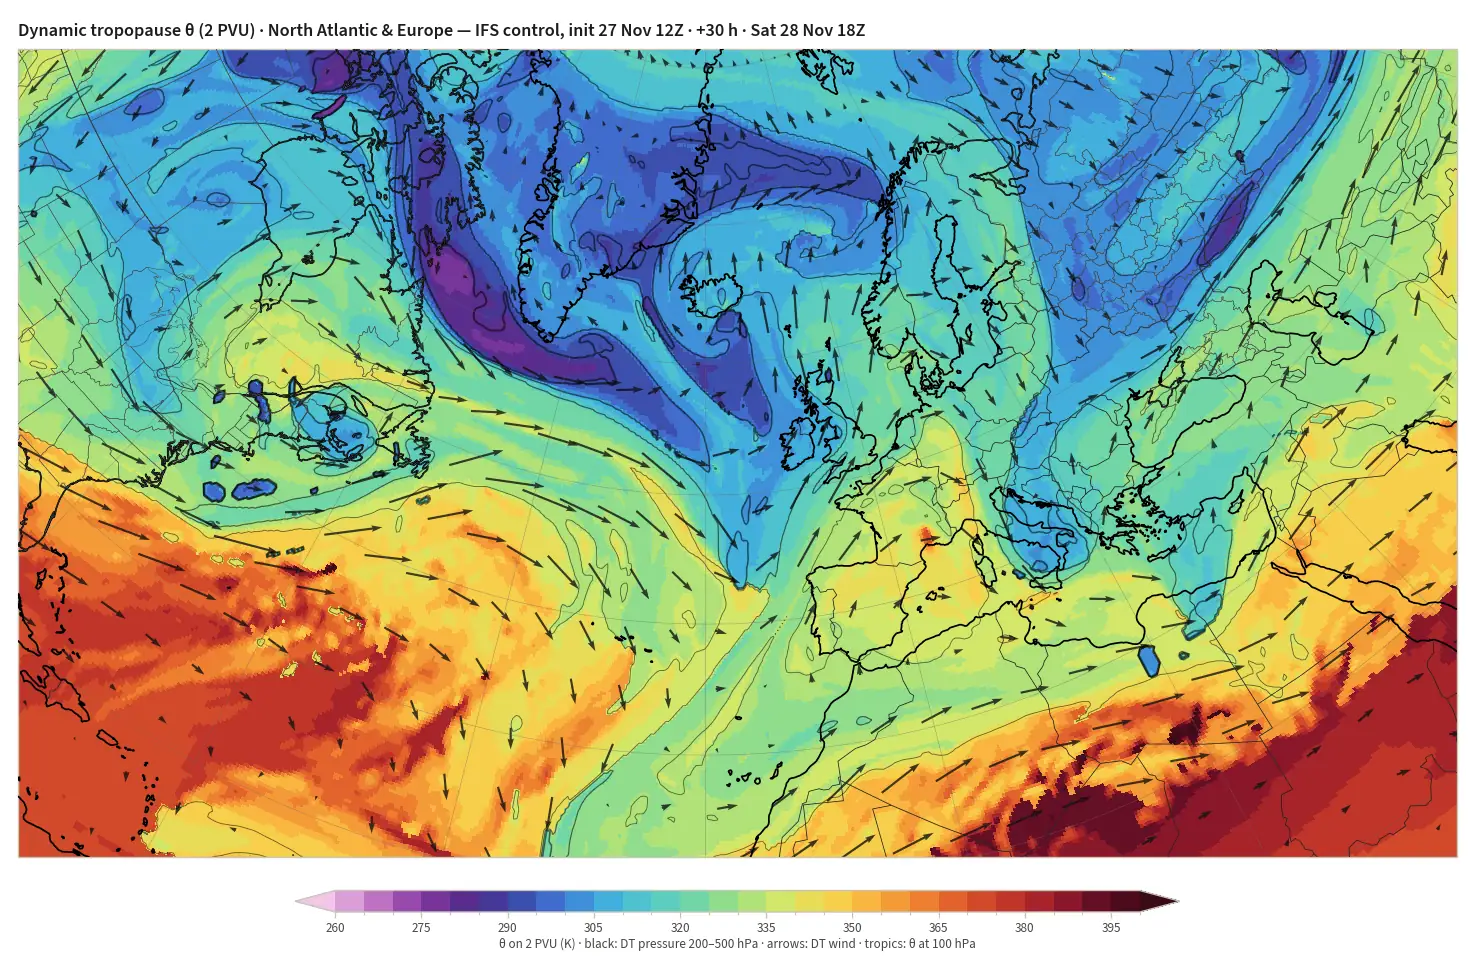 Dynamic tropopause θ (2 PVU) · North Atlantic & Europe — IFS control, init 27 Nov 12Z · +30 h · Sat 28 Nov 18Z
260 275 290 305 320 335 350 365 380 395
θ on 2 PVU (K) · black: DT pressure 200–500 hPa · arrows: DT wind · tropics: θ at 100 hPa